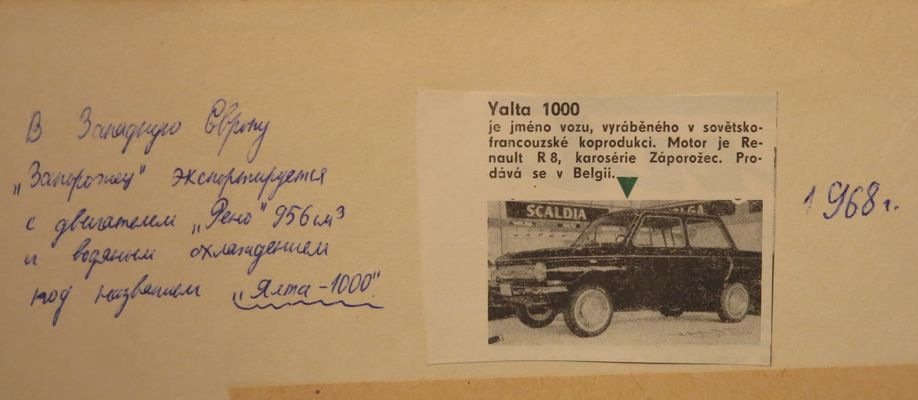 В Западную Европу
„Запорожец" экспортируется
с двигателем „Рено" 956 см³
и водяным охлаждением
под названием „Ялта-1000"
Yalta 1000
je jméno vozu, vyráběného v sovětsko-
francouzské koprodukci. Motor je Re-
nault R 8, karosérie Záporožec. Pro-
dává se v Belgii.
SCALDIA
1968 г.